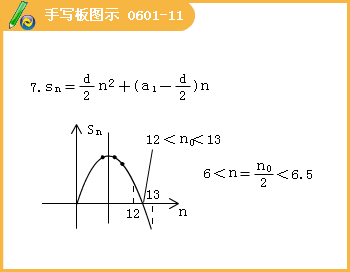 手写板图示 0601-11
7. Sn = d/2 n² + (a₁ - d/2)n
Sn
12 < n₀ < 13
6 < n = n₀/2 < 6.5
13
12
n